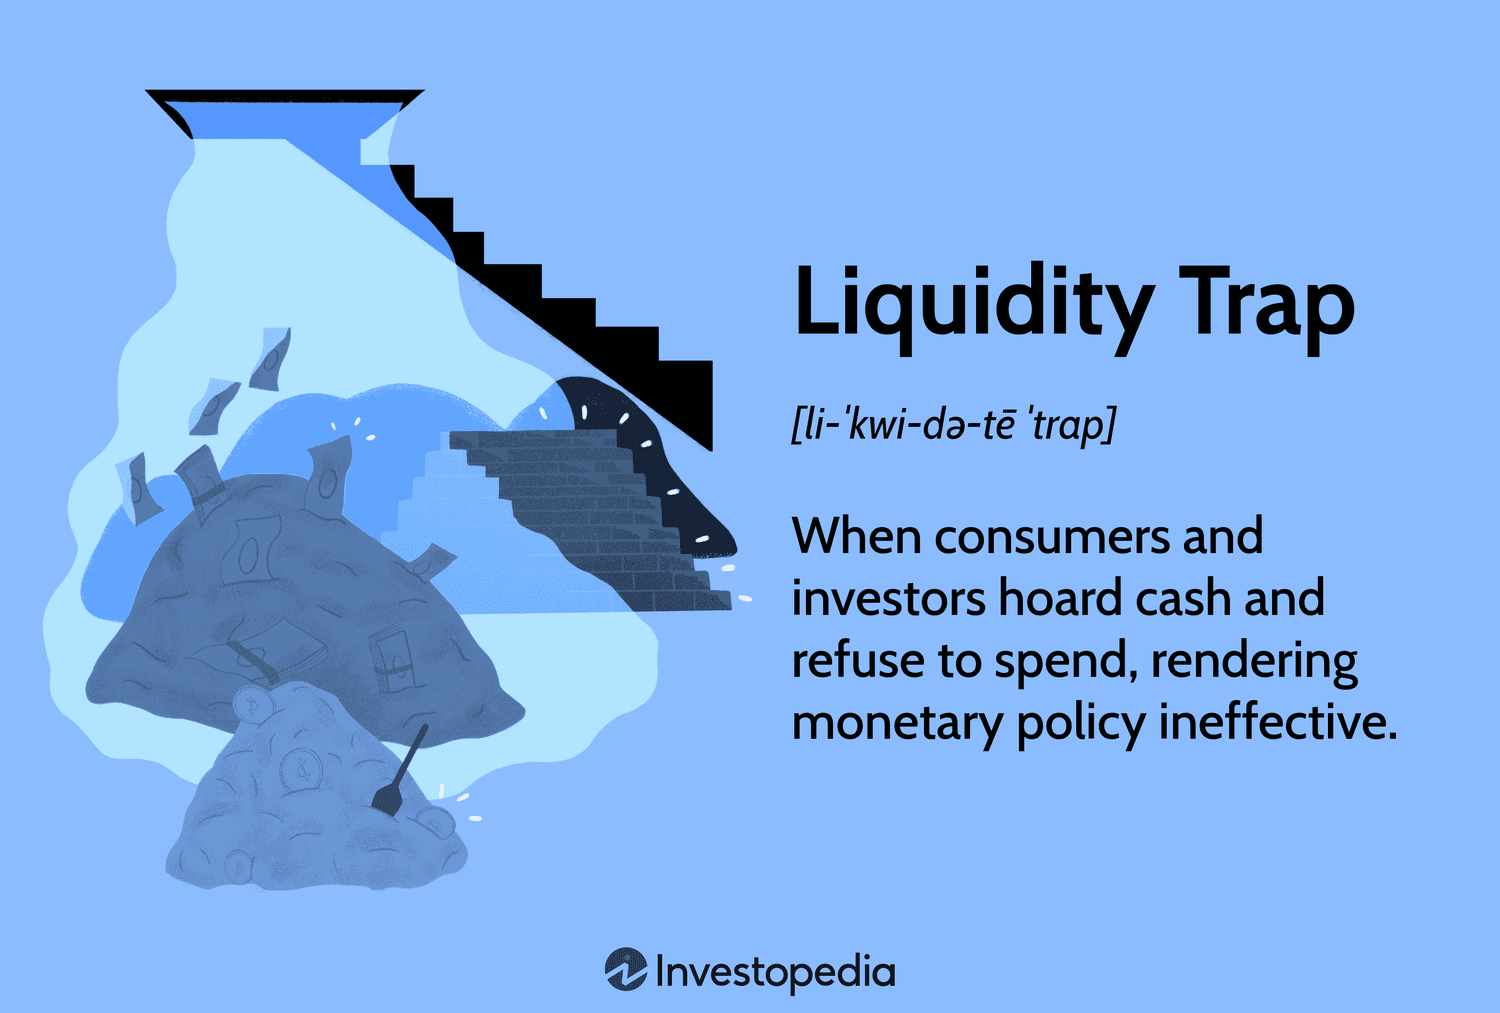 Liquidity Trap
[li-ˈkwi-də-tē ˈtrap]
When consumers and
investors hoard cash and
refuse to spend, rendering
monetary policy ineffective.
Investopedia